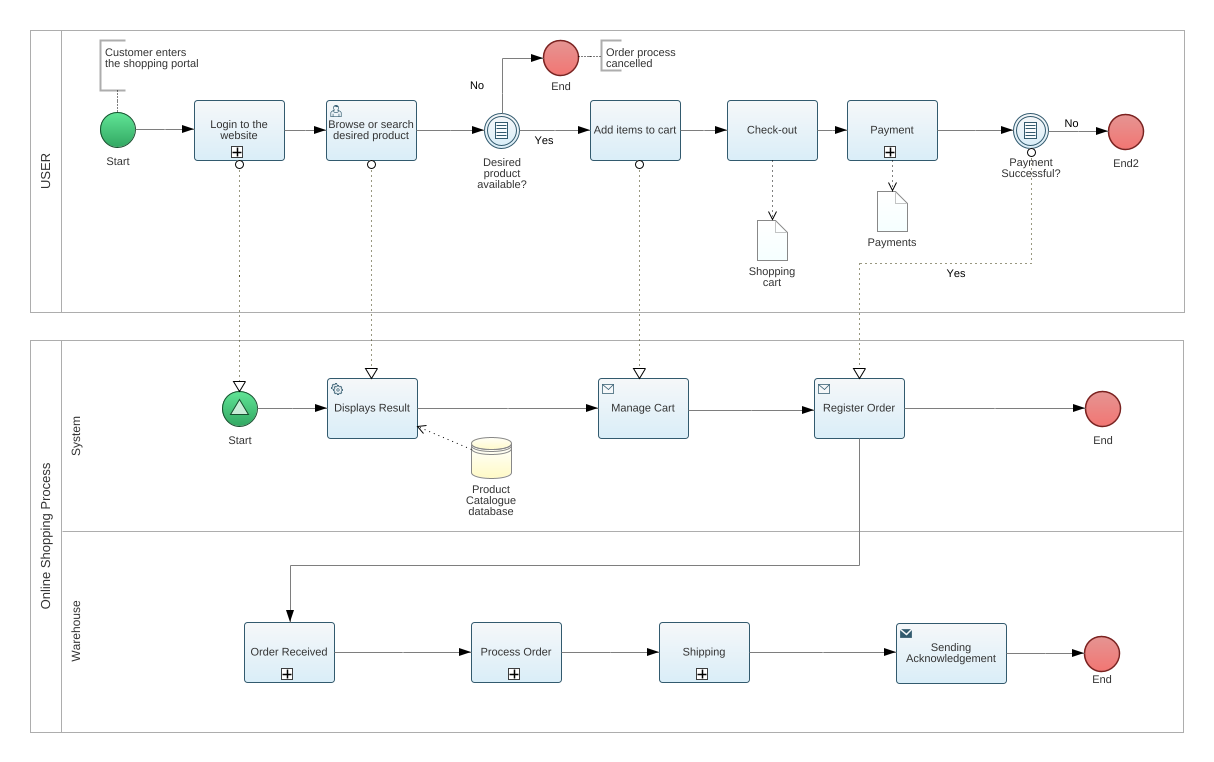 USER
Customer enters
the shopping portal
Start
Login to the
website
Browse or search
desired product
No
Yes
Desired
product
available?
End
Order process
cancelled
Add items to cart
Check-out
Shopping
cart
Payment
Payments
Payment
Successful?
No
Yes
End2
Online Shopping Process
System
Start
Displays Result
Product
Catalogue
database
Manage Cart
Register Order
End
Warehouse
Order Received
Process Order
Shipping
Sending
Acknowledgement
End